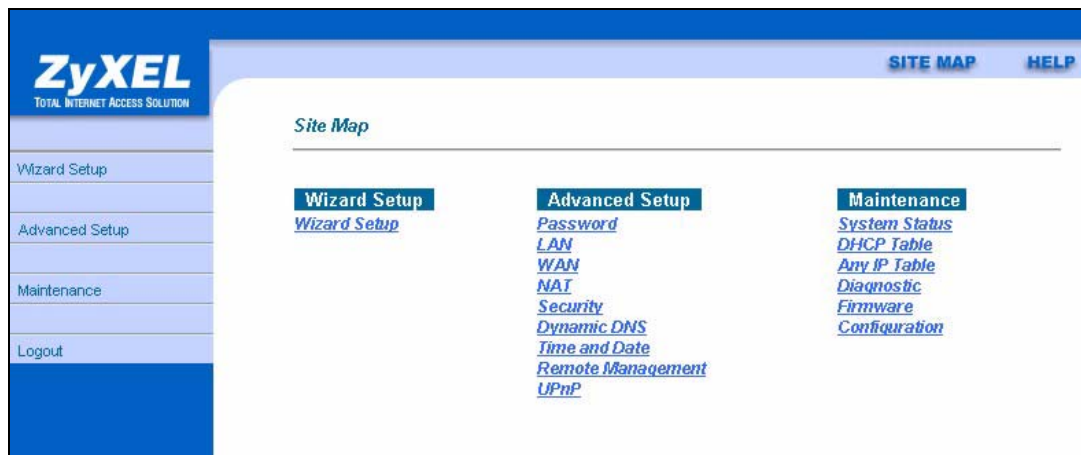 ZyXEL
TOTAL INTERNET ACCESS SOLUTION
SITE MAP
HELP
Wizard Setup
Advanced Setup
Maintenance
Logout
Site Map
Wizard Setup
Wizard Setup
Advanced Setup
Password
LAN
WAN
NAT
Security
Dynamic DNS
Time and Date
Remote Management
UPnP
Maintenance
System Status
DHCP Table
Any IP Table
Diagnostic
Firmware
Configuration